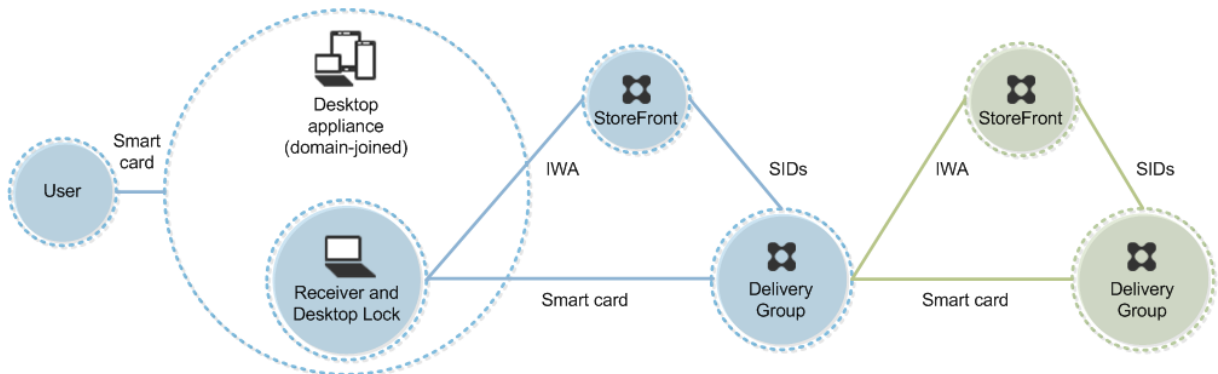 User
Smart
card
Desktop
appliance
(domain-joined)
Receiver and
Desktop Lock
IWA
StoreFront
SIDs
Smart card
Delivery
Group
IWA
StoreFront
SIDs
Smart card
Delivery
Group